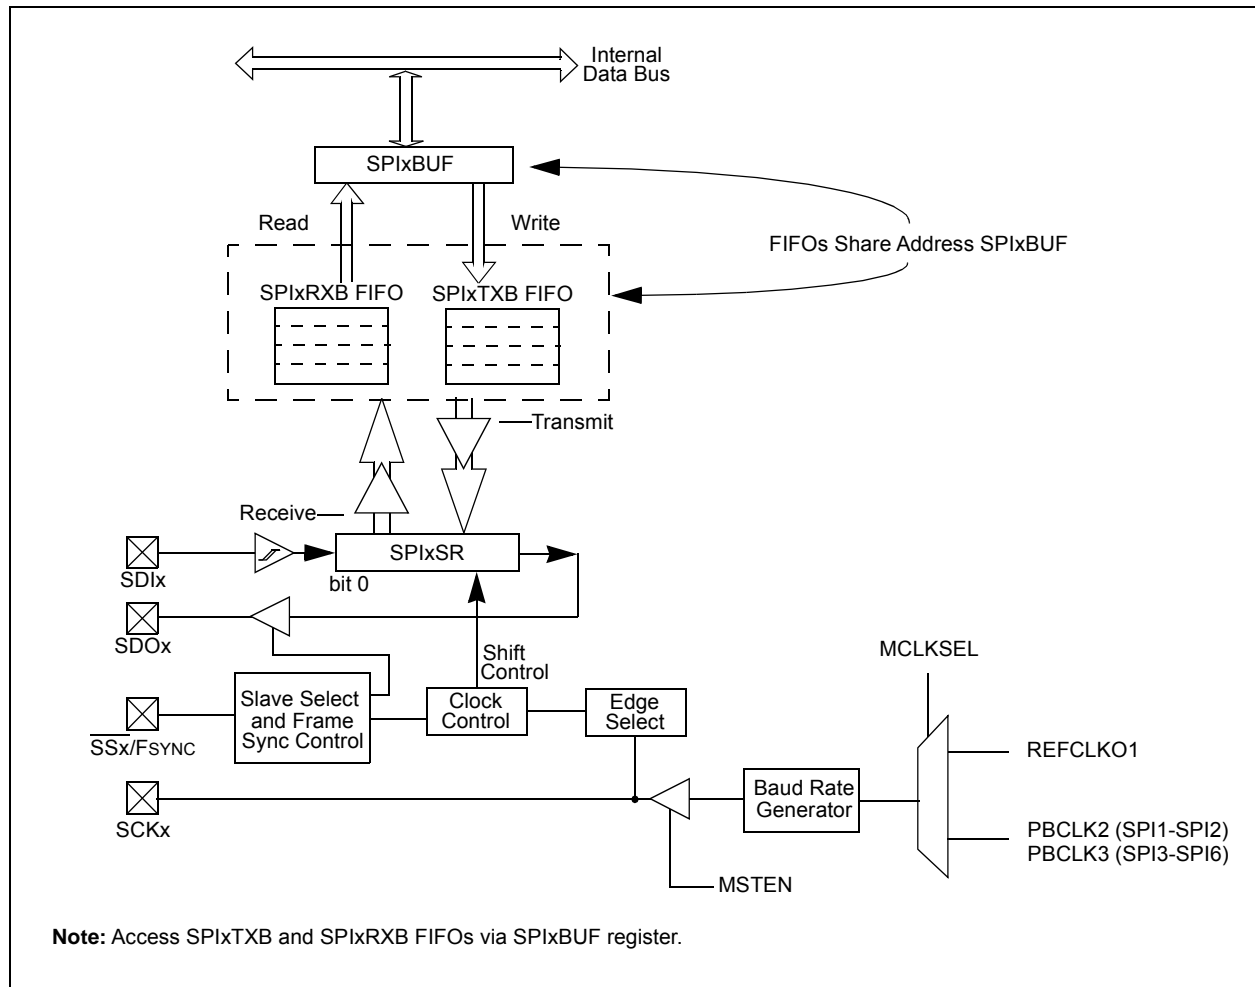 Internal
Data Bus
SPIxBUF
Read
Write
FIFOs Share Address SPIxBUF
SPIxRXB FIFO
SPIxTXB FIFO
Transmit
Receive
SDIx
SPIxSR
bit 0
SDOx
Shift
Control
MCLKSEL
Slave Select
and Frame
Sync Control
Clock
Control
Edge
Select
SSx/FSYNC
REFCLKO1
Baud Rate
Generator
SCKx
PBCLK2 (SPI1-SPI2)
PBCLK3 (SPI3-SPI6)
MSTEN
Note: Access SPIxTXB and SPIxRXB FIFOs via SPIxBUF register.